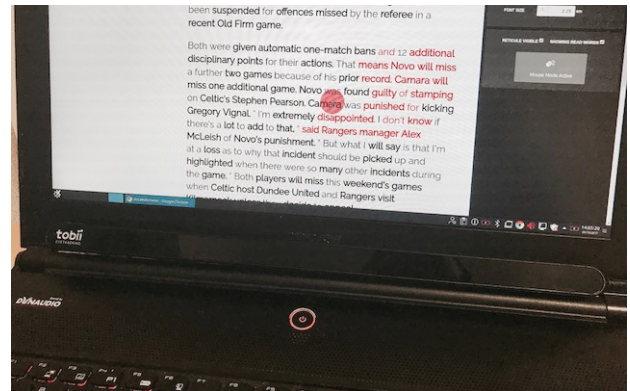 been suspended for offences missed by the referee in a
recent Old Firm game.
Both were given automatic one-match bans and 12 additional
disciplinary points for their actions. That means Novo will miss
a further two games because of his prior record, Camara will
miss one additional game. Novo was found guilty of stamping
on Celtic's Stephen Pearson. Camara was punished for kicking
Gregory Vignal. " I'm extremely disappointed. I don't know if
there's a lot to add to that, " said Rangers manager Alex
McLeish of Novo's punishment. " But what I will say is that I'm
at a loss as to why that incident should be picked up and
highlighted when there were so many other incidents during
the game. " Both players will miss this weekend's games
when Celtic host Dundee United and Rangers visit
FONT SIZE
RETICULE VISIBLE
Mouse Mode Active
tobii
DYNAUDIO